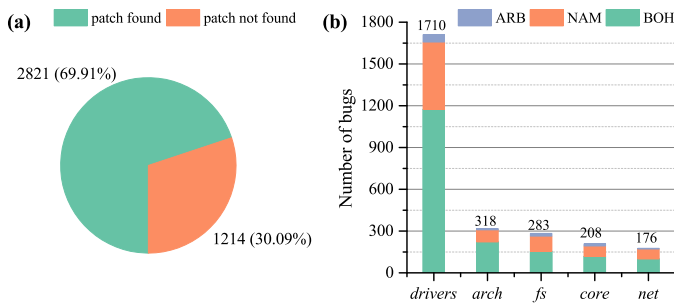 (a)
patch found
patch not found
2821 (69.91%)
1214 (30.09%)
(b)
ARB
NAM
BOH
Number of bugs
1800
1500
1200
900
600
300
0
1710
318
283
208
176
drivers
arch
fs
core
net